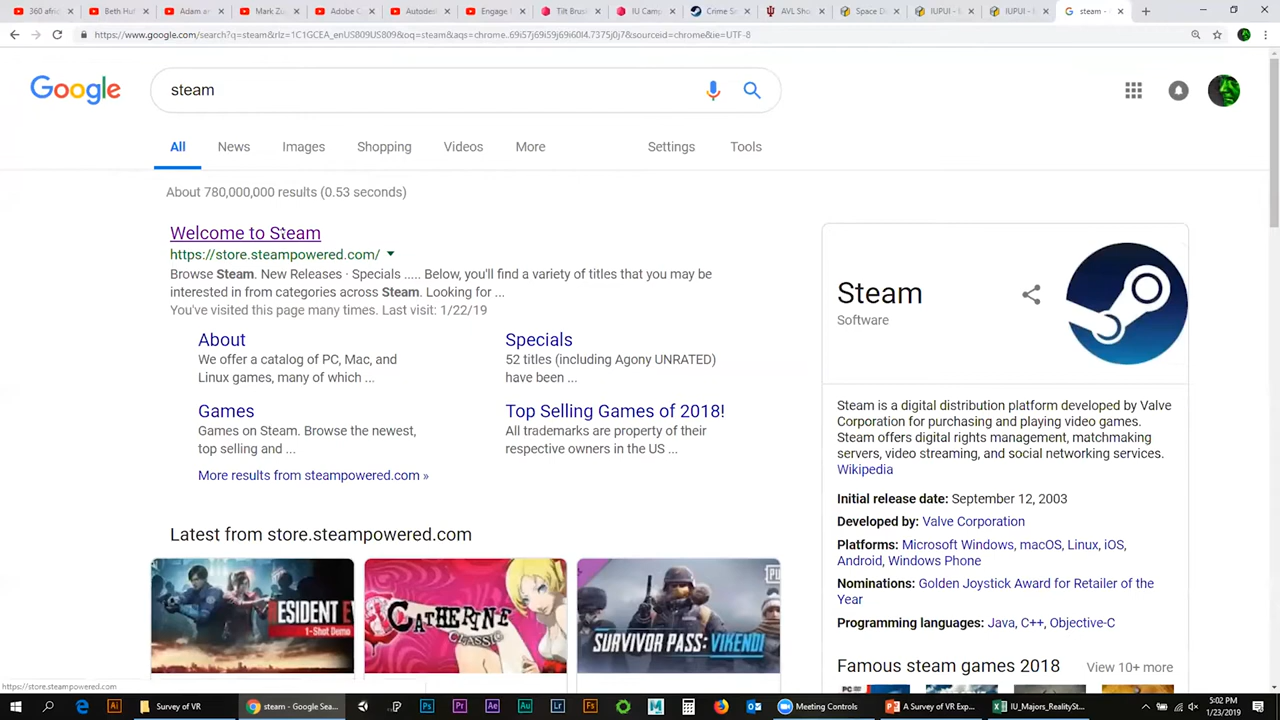 360 afric
Beth Huf
Adam an
Mark Zu
Adobe C
Autodes
Engage
Tilt Brus
IU Camp
Crime Sc
AVL Shop
Space Di
IUPUI - M
IUPUI - M
steam -
https://www.google.com/search?q=steam&rlz=1C1GCEA_enUS809US809&oq=steam&aqs=chrome..69i57j69i59j69i60l4.7375j0j7&sourceid=chrome&ie=UTF-8
Google
steam
All News Images Shopping Videos More Settings Tools
About 780,000,000 results (0.53 seconds)
Welcome to Steam
https://store.steampowered.com/
Browse Steam. New Releases · Specials ..... Below, you'll find a variety of titles that you may be
interested in from categories across Steam. Looking for ...
You've visited this page many times. Last visit: 1/22/19
About
We offer a catalog of PC, Mac, and
Linux games, many of which ...
Specials
52 titles (including Agony UNRATED)
have been ...
Games
Games on Steam. Browse the newest,
top selling and ...
Top Selling Games of 2018!
All trademarks are property of their
respective owners in the US ...
More results from steampowered.com »
Latest from store.steampowered.com
RESIDENT E
1-Shot Demo
CATHERINE
CLASSIC
PU
SURVIVOR PASS: VIKENDI
Steam
Software
Steam is a digital distribution platform developed by Valve
Corporation for purchasing and playing video games.
Steam offers digital rights management, matchmaking
servers, video streaming, and social networking services.
Wikipedia
Initial release date: September 12, 2003
Developed by: Valve Corporation
Platforms: Microsoft Windows, macOS, Linux, iOS,
Android, Windows Phone
Nominations: Golden Joystick Award for Retailer of the
Year
Programming languages: Java, C++, Objective-C
Famous steam games 2018 View 10+ more
https://store.steampowered.com
Survey of VR
steam - Google Sea...
Meeting Controls
A Survey of VR Exp...
IU_Majors_RealitySt...
5:02 PM
1/23/2019